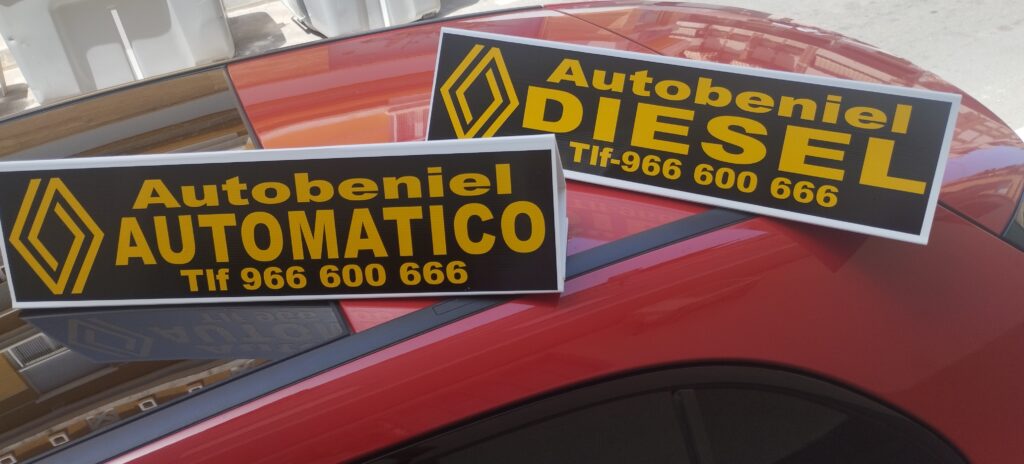 Autobeniel
AUTOMATICO
Tlf 966 600 666
Autobeniel
DIESEL
Tlf-966 600 666